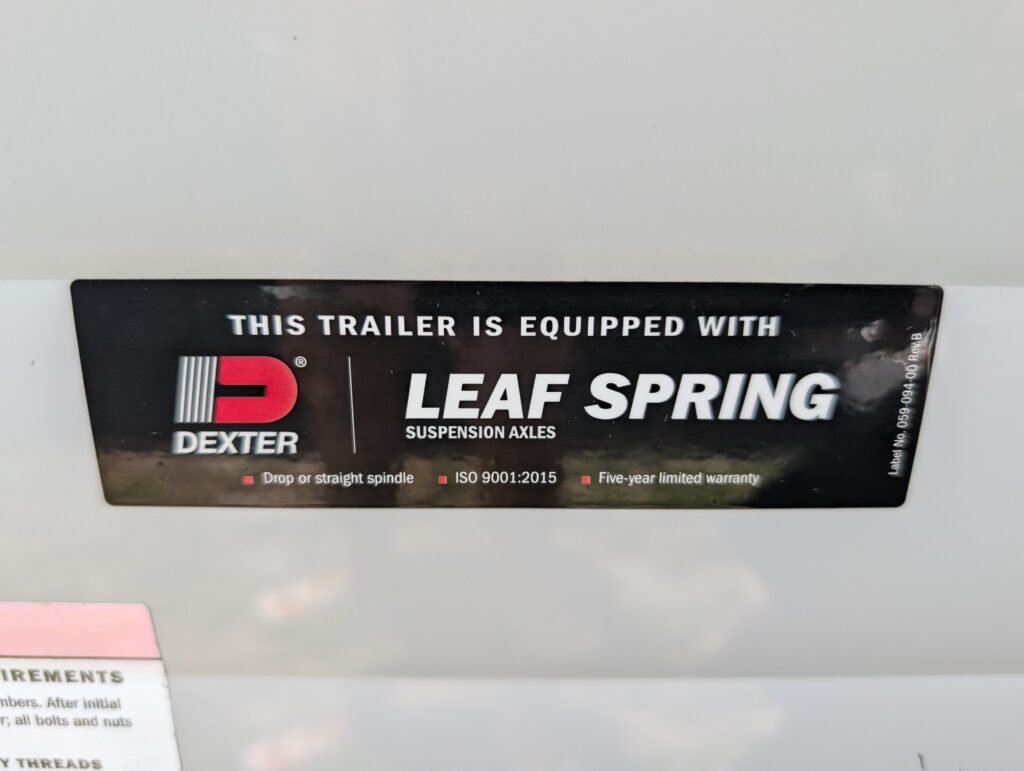 THIS TRAILER IS EQUIPPED WITH
®
DEXTER
LEAF SPRING
SUSPENSION AXLES
Drop or straight spindle ISO 9001:2015 Five-year limited warranty
Label No. 059-094-00 Rev.B
IREMENTS
mbers. After initial
r; all bolts and nuts
Y THREADS